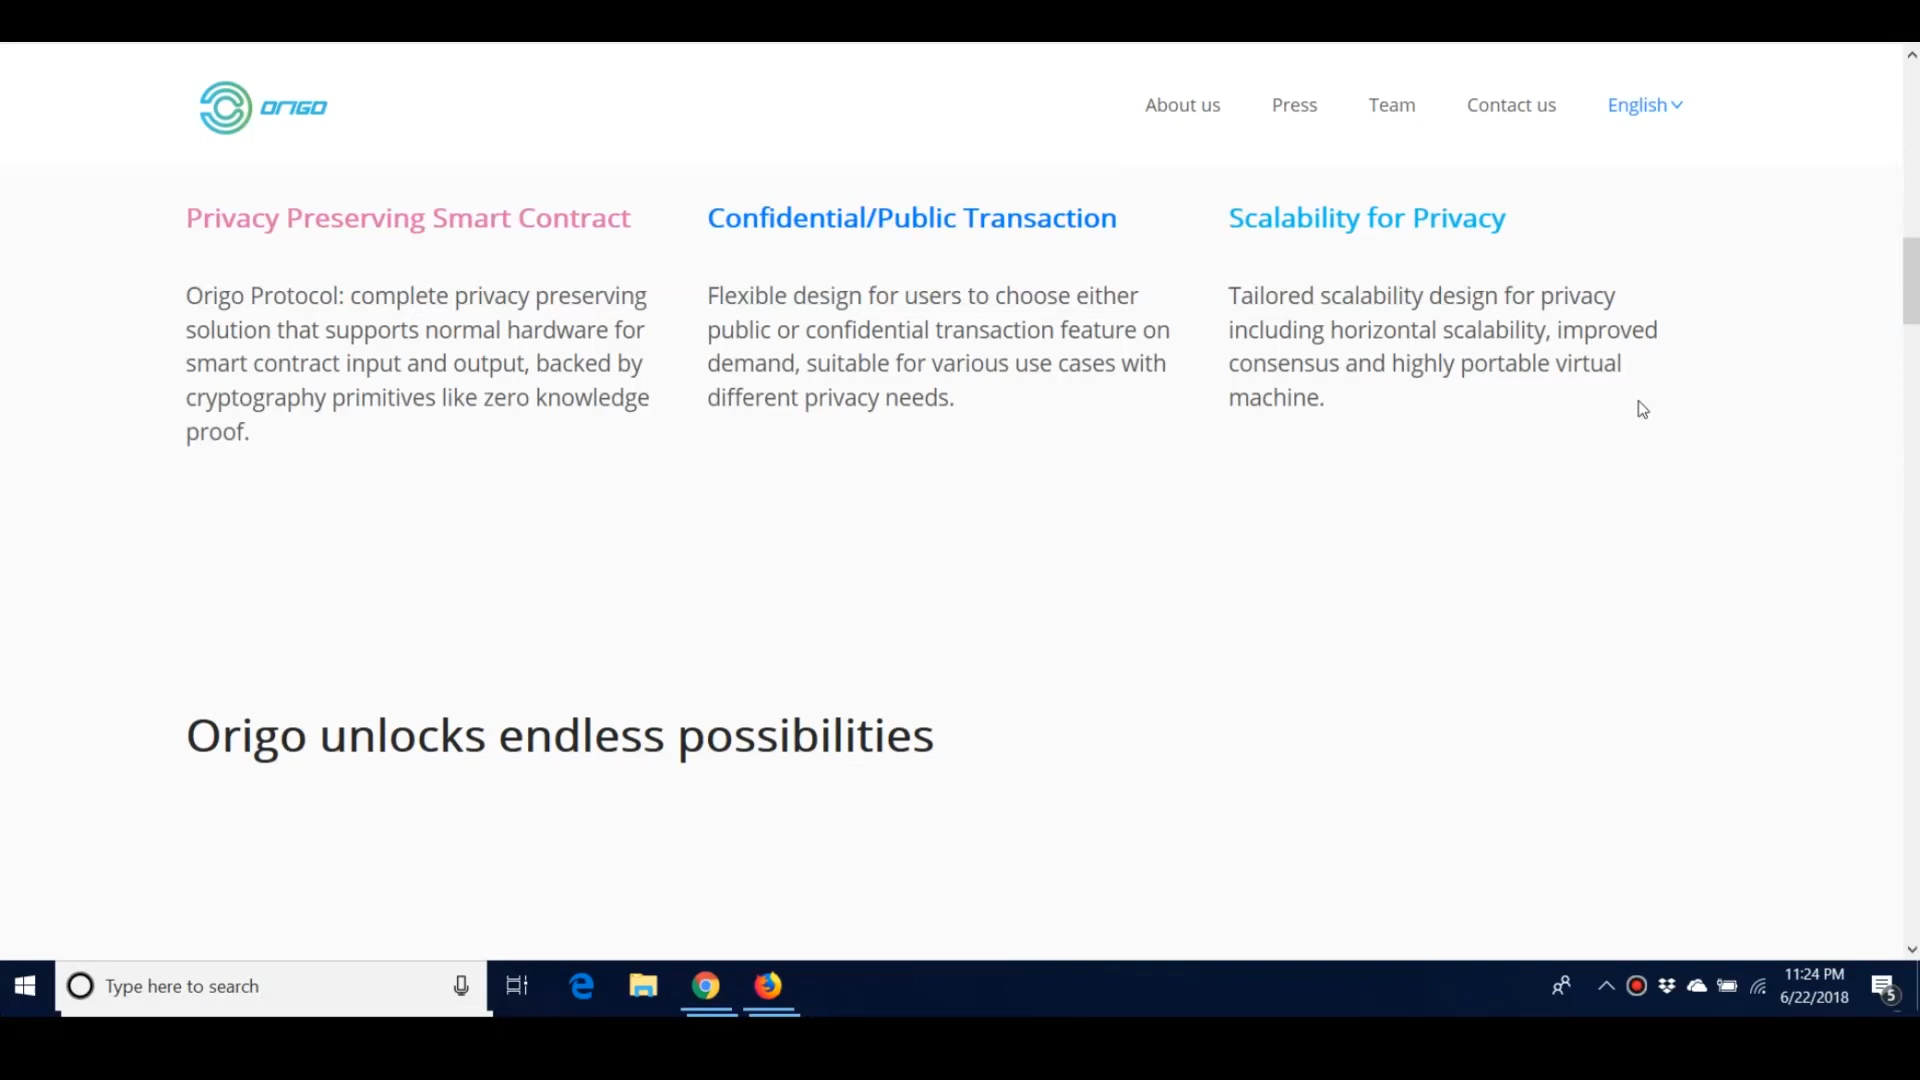 ORIGO
About us
Press
Team
Contact us
English
Privacy Preserving Smart Contract
Origo Protocol: complete privacy preserving
solution that supports normal hardware for
smart contract input and output, backed by
cryptography primitives like zero knowledge
proof.
Confidential/Public Transaction
Flexible design for users to choose either
public or confidential transaction feature on
demand, suitable for various use cases with
different privacy needs.
Scalability for Privacy
Tailored scalability design for privacy
including horizontal scalability, improved
consensus and highly portable virtual
machine.
Origo unlocks endless possibilities
Type here to search
11:24 PM
6/22/2018
5